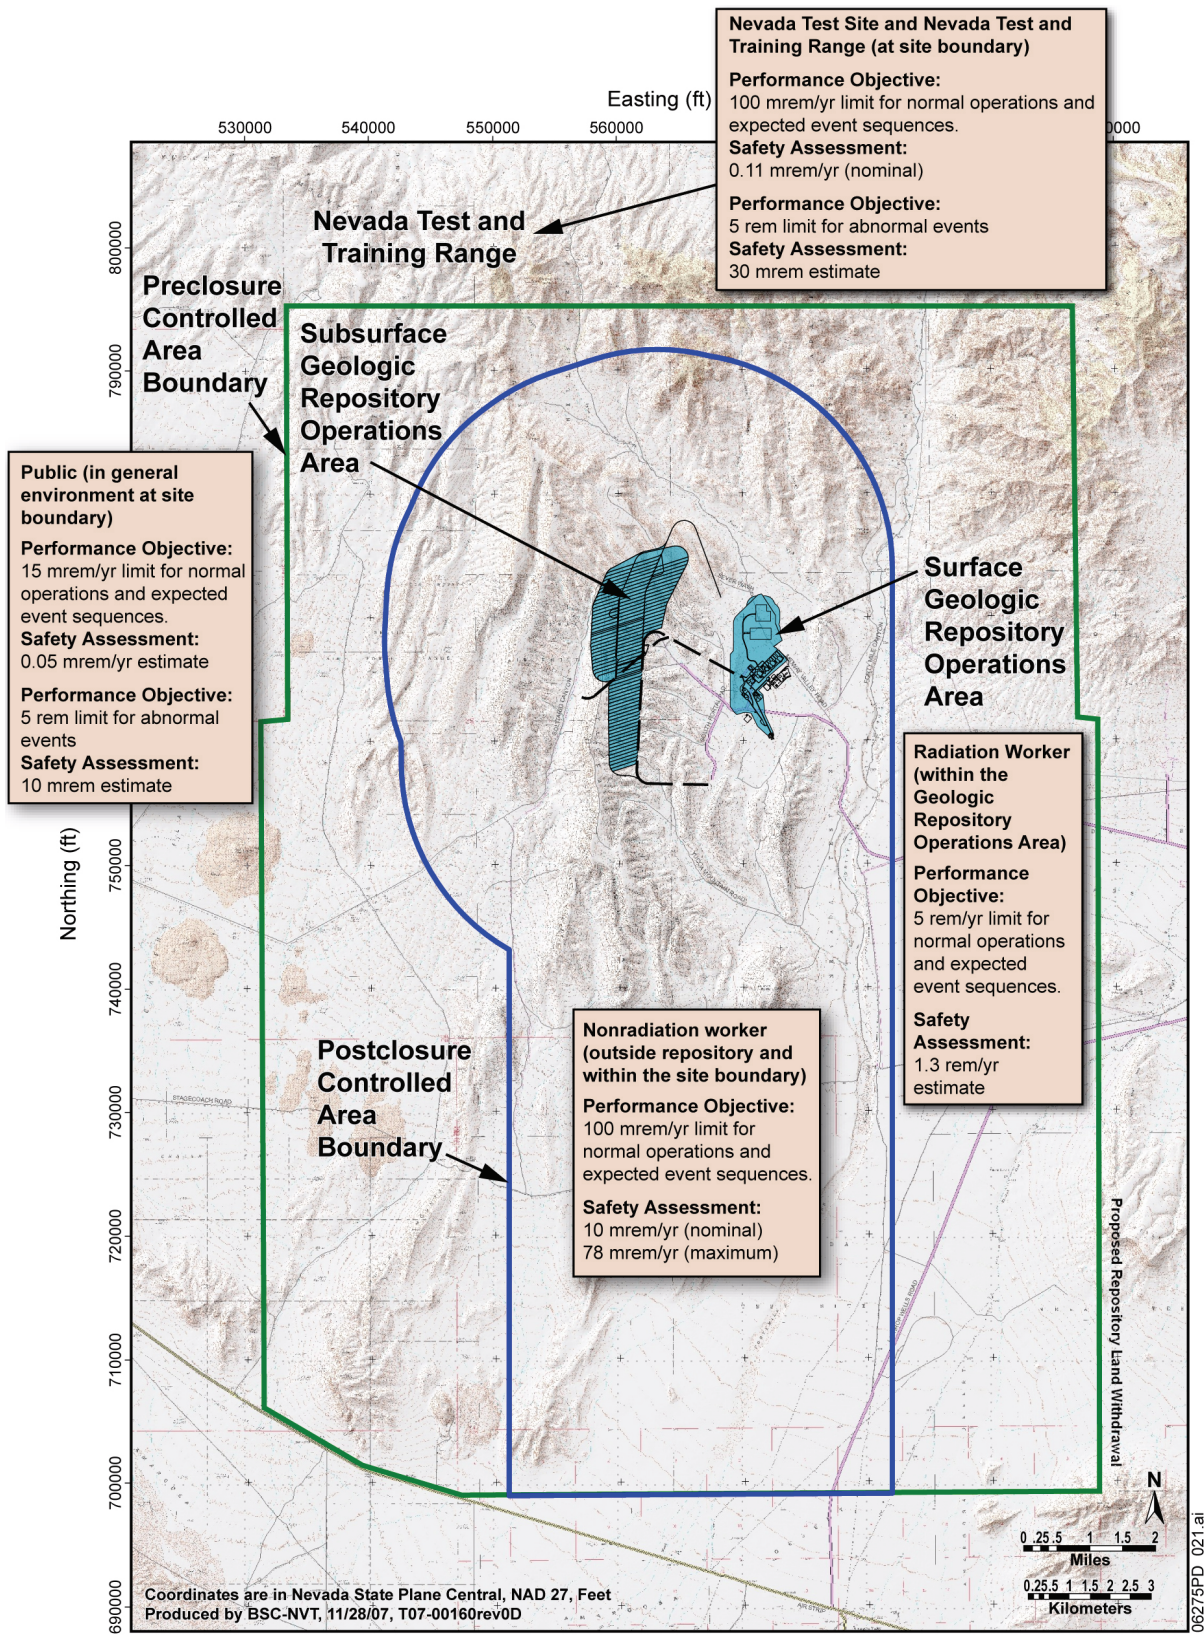 Nevada Test Site and Nevada Test and
Training Range (at site boundary)
Performance Objective:
100 mrem/yr limit for normal operations and
expected event sequences.
Safety Assessment:
0.11 mrem/yr (nominal)
Performance Objective:
5 rem limit for abnormal events
Safety Assessment:
30 mrem estimate
Easting (ft)
530000
540000
550000
560000
0000
Nevada Test and
Training Range
Preclosure
Controlled
Area
Boundary
Subsurface
Geologic
Repository
Operations
Area
Public (in general
environment at site
boundary)
Performance Objective:
15 mrem/yr limit for normal
operations and expected
event sequences.
Safety Assessment:
0.05 mrem/yr estimate
Performance Objective:
5 rem limit for abnormal
events
Safety Assessment:
10 mrem estimate
Surface
Geologic
Repository
Operations
Area
Radiation Worker
(within the
Geologic
Repository
Operations Area)
Performance
Objective:
5 rem/yr limit for
normal operations
and expected
event sequences.
Safety
Assessment:
1.3 rem/yr
estimate
Nonradiation worker
(outside repository and
within the site boundary)
Performance Objective:
100 mrem/yr limit for
normal operations and
expected event sequences.
Safety Assessment:
10 mrem/yr (nominal)
78 mrem/yr (maximum)
Postclosure
Controlled
Area
Boundary
Northing (ft)
800000
790000
750000
740000
730000
720000
710000
700000
690000
STAGECOACH ROAD
AIR STRIP
Proposed Repository Land Withdrawal
N
0 .25 .5 1 1.5 2
Miles
0.25.5 1 1.5 2 2.5 3
Kilometers
Coordinates are in Nevada State Plane Central, NAD 27, Feet
Produced by BSC-NVT, 11/28/07, T07-00160rev0D
06275PD_021.ai